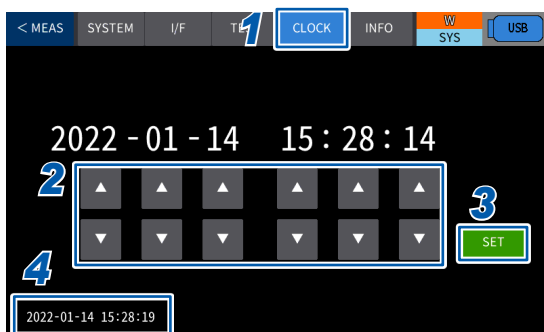 < MEAS SYSTEM I/F CLOCK INFO W SYS USB
1
2022 - 01 - 14 15 : 28 : 14
2
3
SET
4
2022-01-14 15:28:19